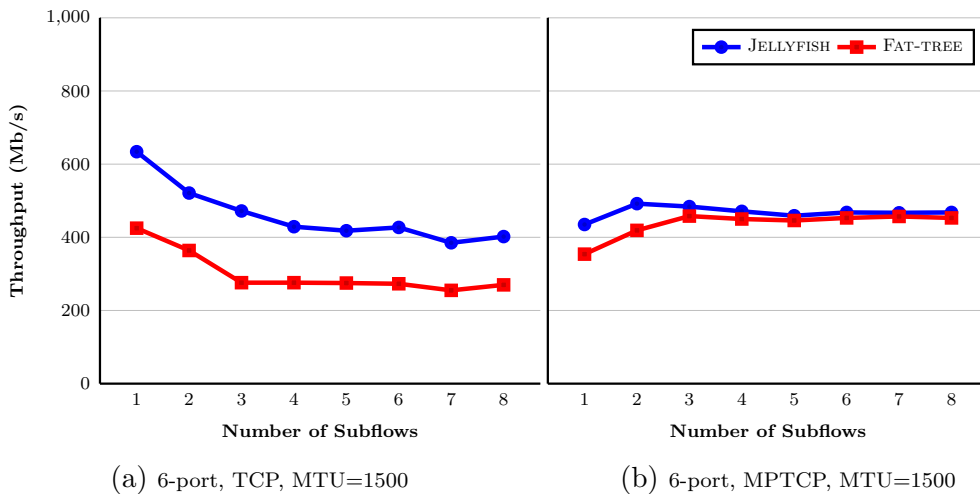 1,000
800
600
400
200
0
Throughput (Mb/s)
1 2 3 4 5 6 7 8
Number of Subflows
(a) 6-port, TCP, MTU=1500
JELLYFISH FAT-TREE
1 2 3 4 5 6 7 8
Number of Subflows
(b) 6-port, MPTCP, MTU=1500